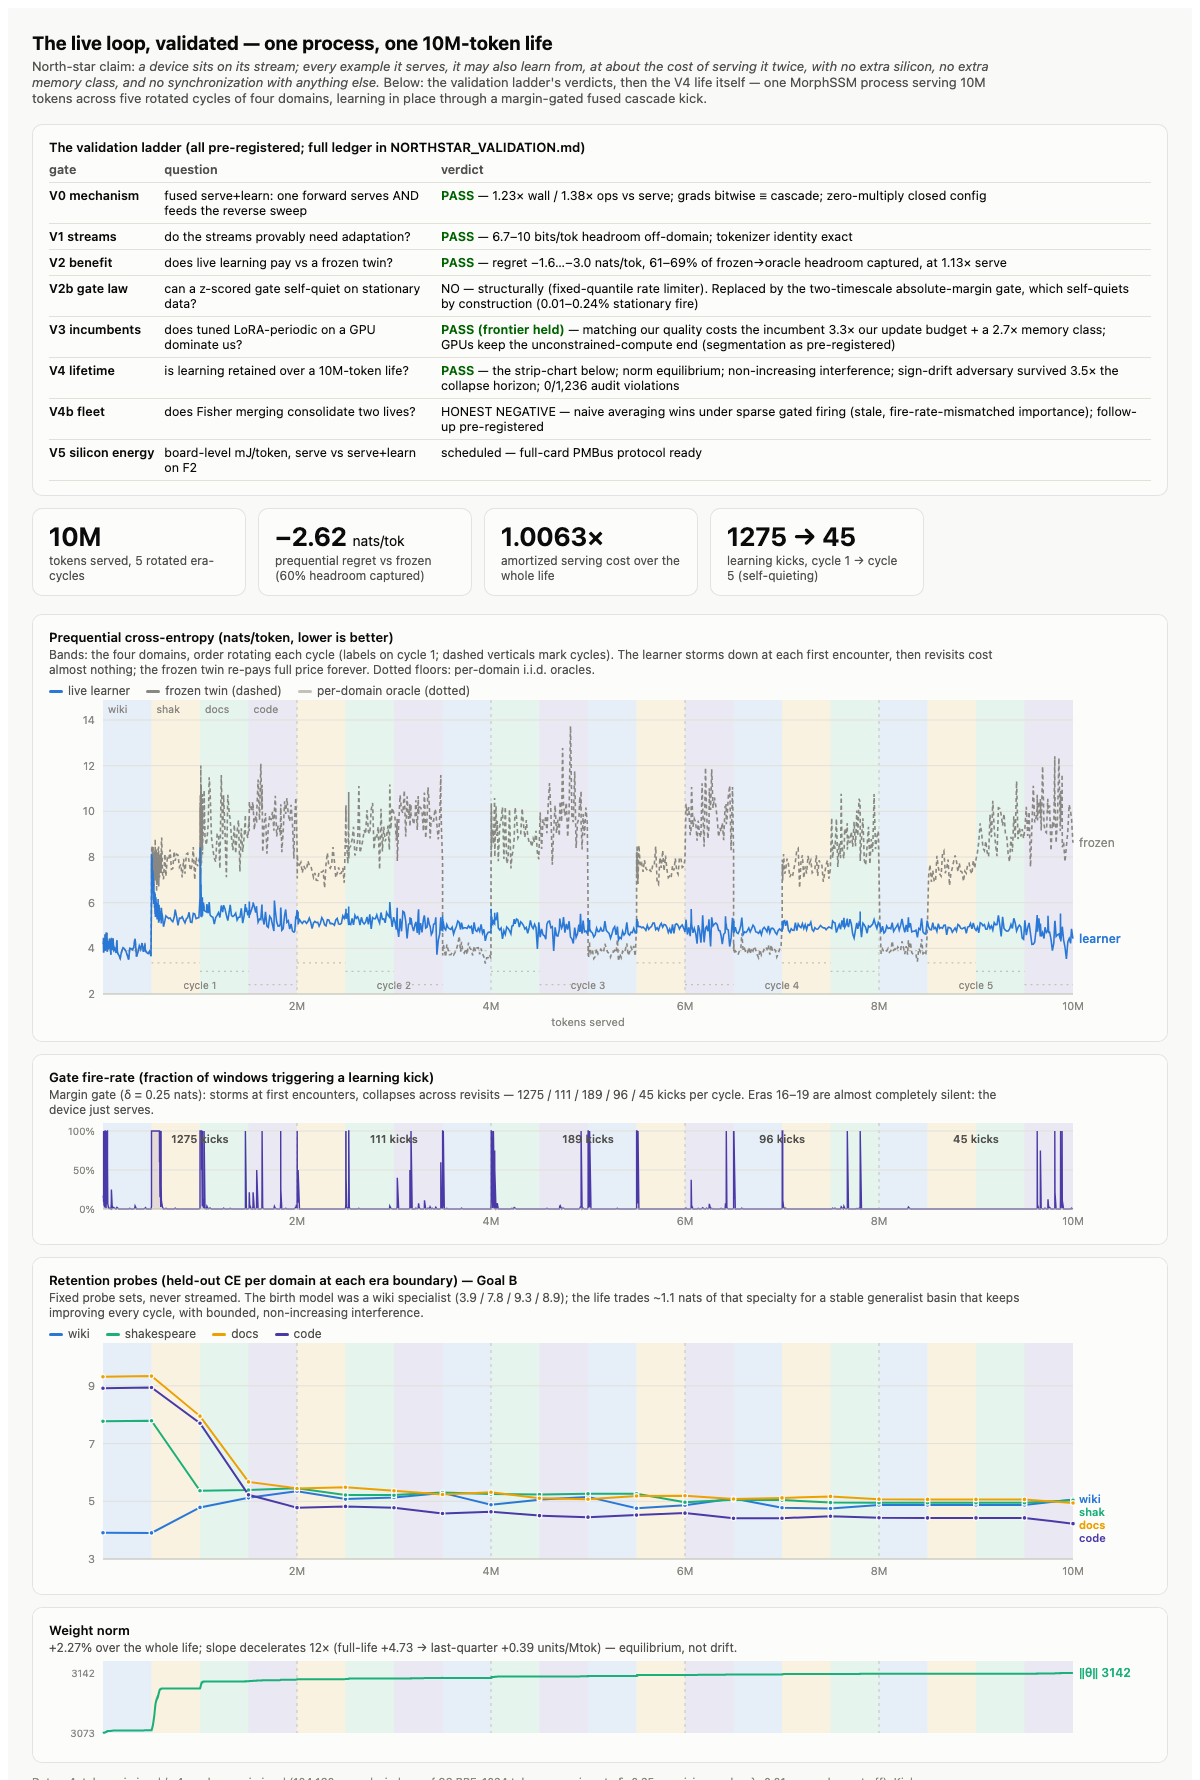 The live loop, validated — one process, one 10M-token life
North-star claim: a device sits on its stream; every example it serves, it may also learn from, at about the cost of serving it twice, with no extra silicon, no extra
memory class, and no synchronization with anything else. Below: the validation ladder's verdicts, then the V4 life itself — one MorphSSM process serving 10M
tokens across five rotated cycles of four domains, learning in place through a margin-gated fused cascade kick.
The validation ladder (all pre-registered; full ledger in NORTHSTAR_VALIDATION.md)
gate question verdict
V0 mechanism fused serve+learn: one forward serves AND PASS — 1.23× wall / 1.38× ops vs serve; grads bitwise ≡ cascade; zero-multiply closed config
feeds the reverse sweep
V1 streams do the streams provably need adaptation? PASS — 6.7–10 bits/tok headroom off-domain; tokenizer identity exact
V2 benefit does live learning pay vs a frozen twin? PASS — regret −1.6…−3.0 nats/tok, 61–69% of frozen→oracle headroom captured, at 1.13× serve
V2b gate law can a z-scored gate self-quiet on stationary NO — structurally (fixed-quantile rate limiter). Replaced by the two-timescale absolute-margin gate, which self-quiets
data? by construction (0.01–0.24% stationary fire)
V3 incumbents does tuned LoRA-periodic on a GPU PASS (frontier held) — matching our quality costs the incumbent 3.3× our update budget + a 2.7× memory class;
dominate us? GPUs keep the unconstrained-compute end (segmentation as pre-registered)
V4 lifetime is learning retained over a 10M-token life? PASS — the strip-chart below; norm equilibrium; non-increasing interference; sign-drift adversary survived 3.5× the
collapse horizon; 0/1,236 audit violations
V4b fleet does Fisher merging consolidate two lives? HONEST NEGATIVE — naive averaging wins under sparse gated firing (stale, fire-rate-mismatched importance); follow-
up pre-registered
V5 silicon energy board-level mJ/token, serve vs serve+learn scheduled — full-card PMBus protocol ready
on F2
10M −2.62 nats/tok 1.0063× 1275 → 45
tokens served, 5 rotated era- prequential regret vs frozen amortized serving cost over the learning kicks, cycle 1 → cycle
cycles (60% headroom captured) whole life 5 (self-quieting)
Prequential cross-entropy (nats/token, lower is better)
Bands: the four domains, order rotating each cycle (labels on cycle 1; dashed verticals mark cycles). The learner storms down at each first encounter, then revisits cost
almost nothing; the frozen twin re-pays full price forever. Dotted floors: per-domain i.i.d. oracles.
live learner frozen twin (dashed) per-domain oracle (dotted)
wiki shak docs code
14
12
10
8
frozen
6
4
learner
cycle 1 cycle 2 cycle 3 cycle 4 cycle 5
2
2M 4M 6M 8M 10M
tokens served
Gate fire-rate (fraction of windows triggering a learning kick)
Margin gate (δ = 0.25 nats): storms at first encounters, collapses across revisits — 1275 / 111 / 189 / 96 / 45 kicks per cycle. Eras 16–19 are almost completely silent: the
device just serves.
100%
1275 kicks 111 kicks 189 kicks 96 kicks 45 kicks
50%
0%
2M 4M 6M 8M 10M
Retention probes (held-out CE per domain at each era boundary) — Goal B
Fixed probe sets, never streamed. The birth model was a wiki specialist (3.9 / 7.8 / 9.3 / 8.9); the life trades ~1.1 nats of that specialty for a stable generalist basin that keeps
improving every cycle, with bounded, non-increasing interference.
wiki shakespeare docs code
9
7
5
wiki
shak
docs
code
3
2M 4M 6M 8M 10M
Weight norm
+2.27% over the whole life; slope decelerates 12× (full-life +4.73 → last-quarter +0.39 units/Mtok) — equilibrium, not drift.
3142
‖θ‖ 3142
3073